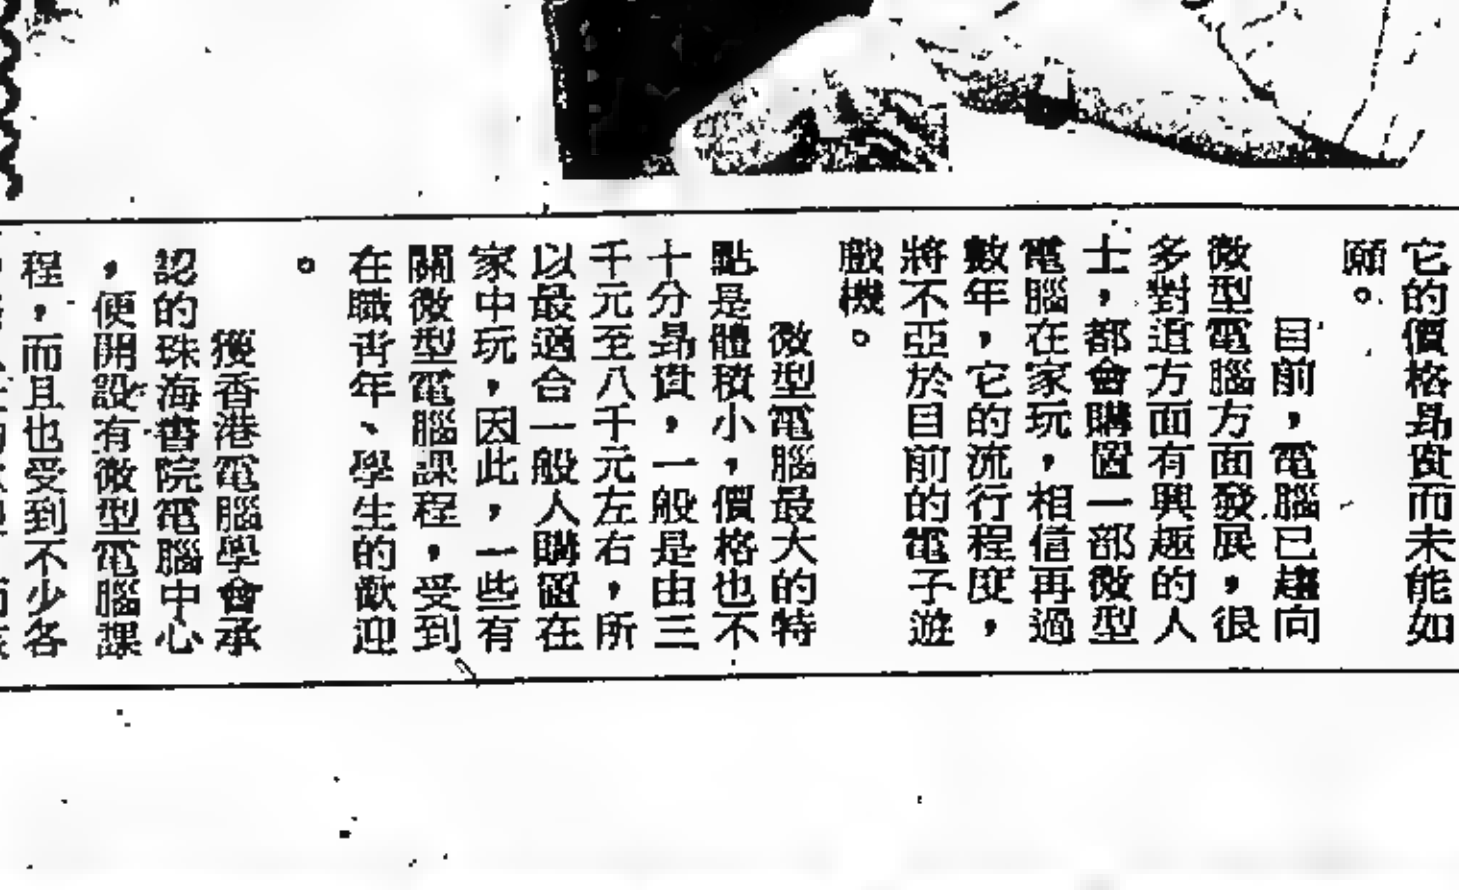 它的價格昂貴而未能如
願。
目前，電腦已趨向
微型電腦方面發展，很
多對這方面有興趣的人
士，都會購置一部微型
電腦在家玩，相信再過
數年，它的流行程度，
將不亞於目前的電子遊
戲機。
微型電腦最大的特
點是體積小，價格也不
十分昂貴，一般是由三
千元至八千元左右，所
以最適合一般人購置在
家中玩，因此，一些有
關微型電腦課程，受到
在職青年、學生的歡迎
。
獲香港電腦學會承
認的珠海書院電腦中心
，便開設有微型電腦課
程，而且也受到不少各